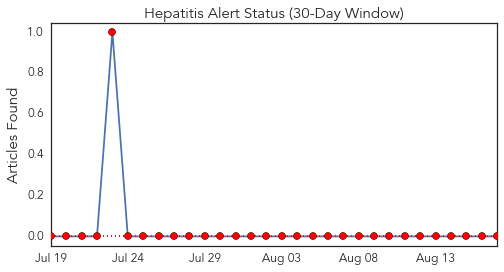 Hepatitis Alert Status (30-Day Window)
Articles Found
1.0
0.8
0.6
0.4
0.2
0.0
Jul 19 Jul 24 Jul 29 Aug 03 Aug 08 Aug 13